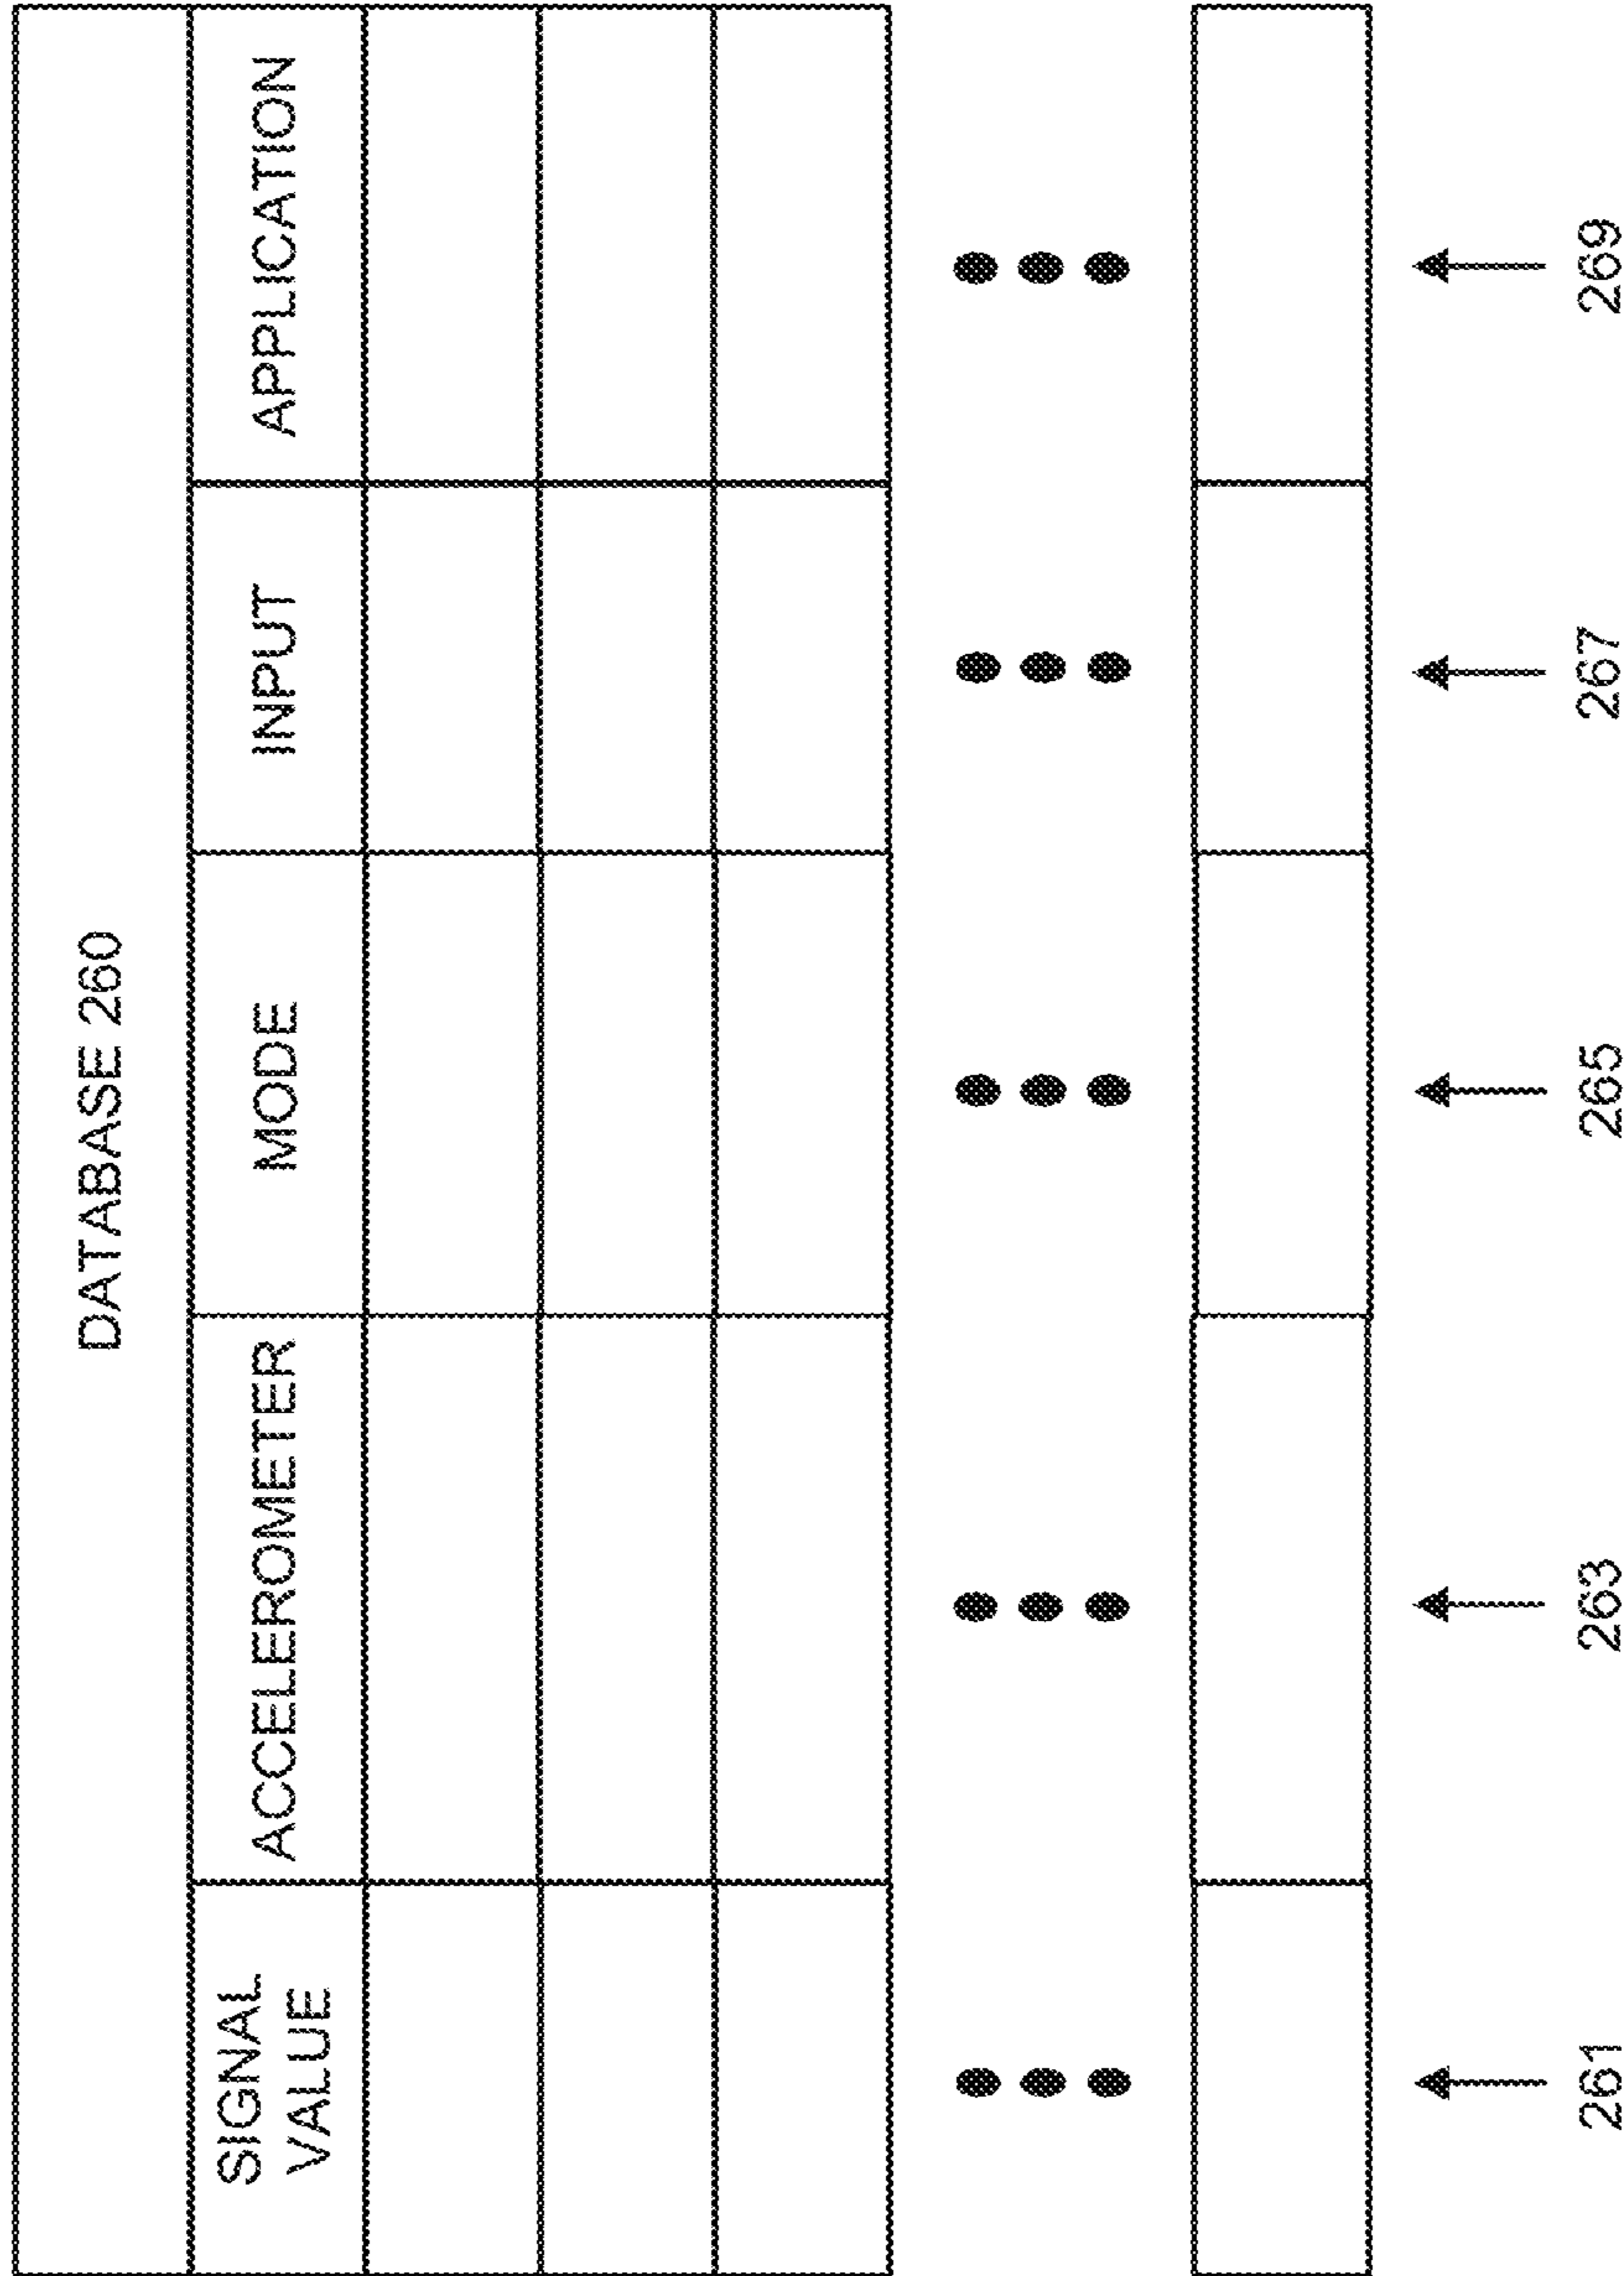 DATABASE 260
SIGNAL
VALUE
ACCELEROMETER
MODE
INPUT
APPLICATION
261
263
265
267
269